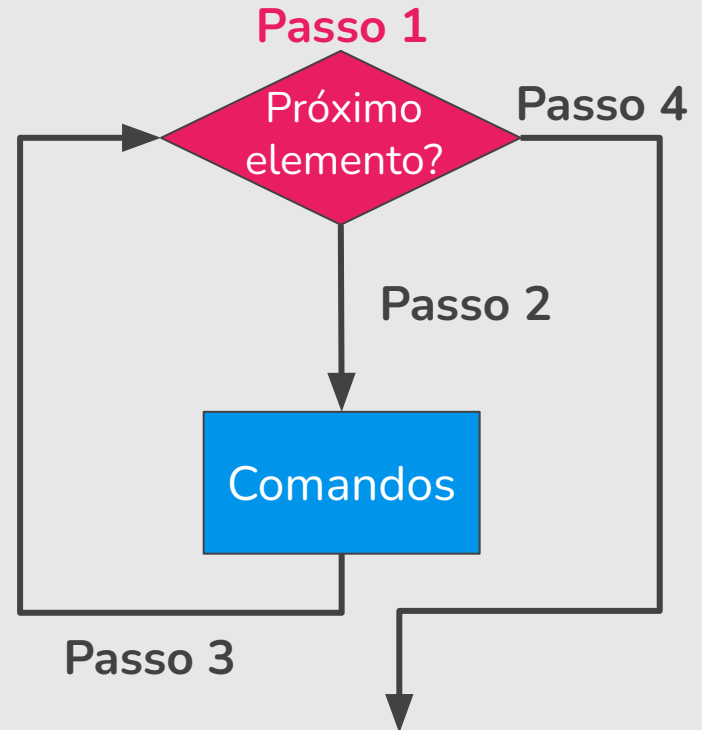 Passo 1
Próximo
elemento?
Passo 4
Passo 2
Comandos
Passo 3